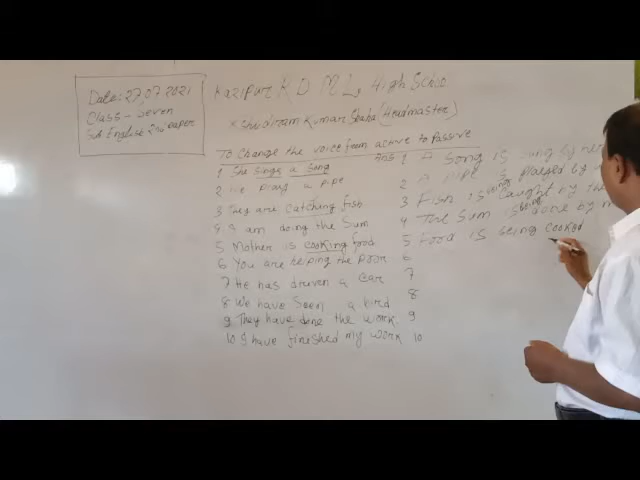 Date: 27.07.2021
Class - Seven
Sub English 2nd paper
Kazipur K D M L High School
× Shudiram Kumar Shaha (Headmaster)
To Change the voice from active to Passive
1 She sings a song
2 He plays a pipe
3 They are catching fish
4 I am doing the Sum
5 Mother is cooking food
6 You are helping the poor
7 He has driven a car
8 We have Seen a bird
9 They have done the work.
10 I have finished my work
Ans 1 A Song is sung by her
2 A pipe is played by
3 Fish is being caught by
4 The Sum is being done by
5 Food is being cooked
6
7
8
9
10